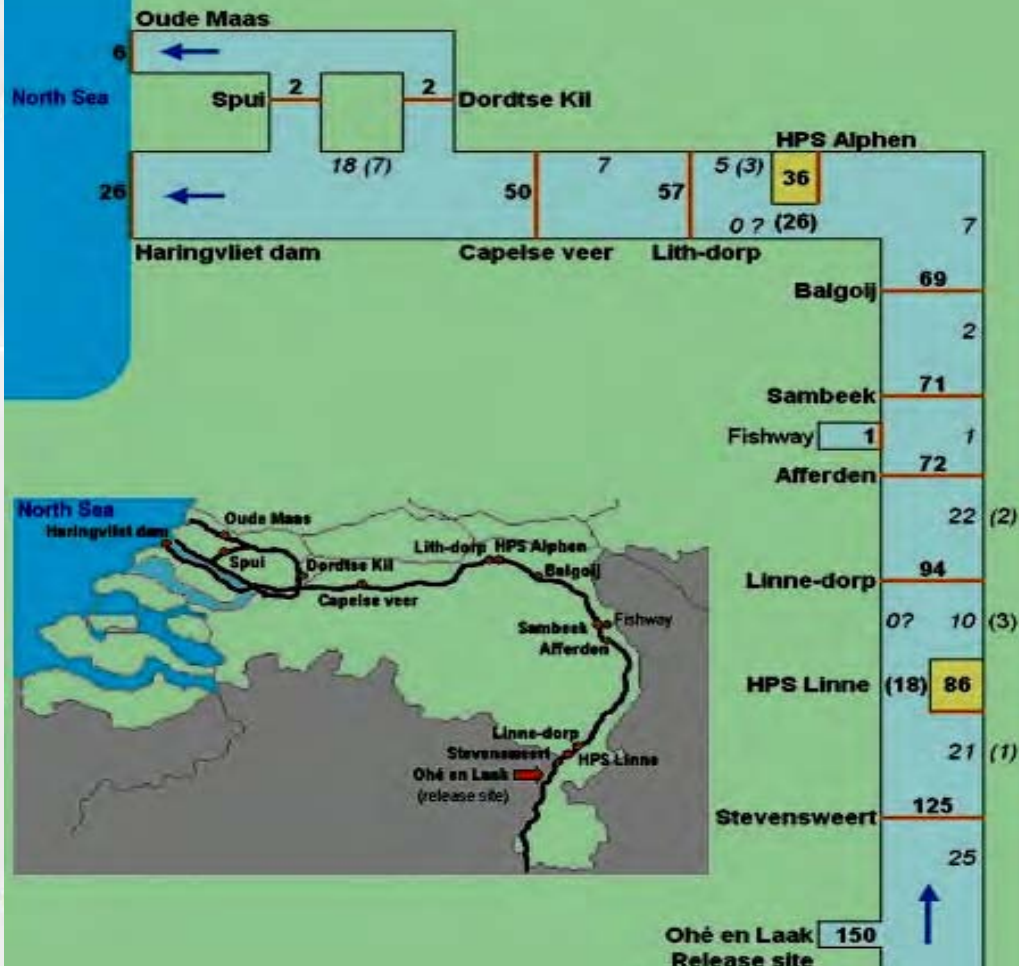 Oude Maas
6
North Sea
Spui 2 2 Dordtse Kil
HPS Alphen
18 (7) 7 5 (3) 36
26 50 57
0 ? (26) 7
Haringvliet dam Capelse veer Lith-dorp
69
Balgoij
2
Sambeek 71
Fishway 1 1
Afferden 72
22 (2)
Linne-dorp 94
0? 10 (3)
HPS Linne (18) 86
21 (1)
Stevensweert 125
25
Ohé en Laak 150
Release site
North Sea
Oude Maas
Haringvliet dam
Spui
Dordtse Kil
Capelse veer
Lith-dorp HPS Alphen
Balgoij
Sambeek Fishway
Afferden
Linne-dorp
Stevensweert HPS Linne
Ohé en Laak
(release site)